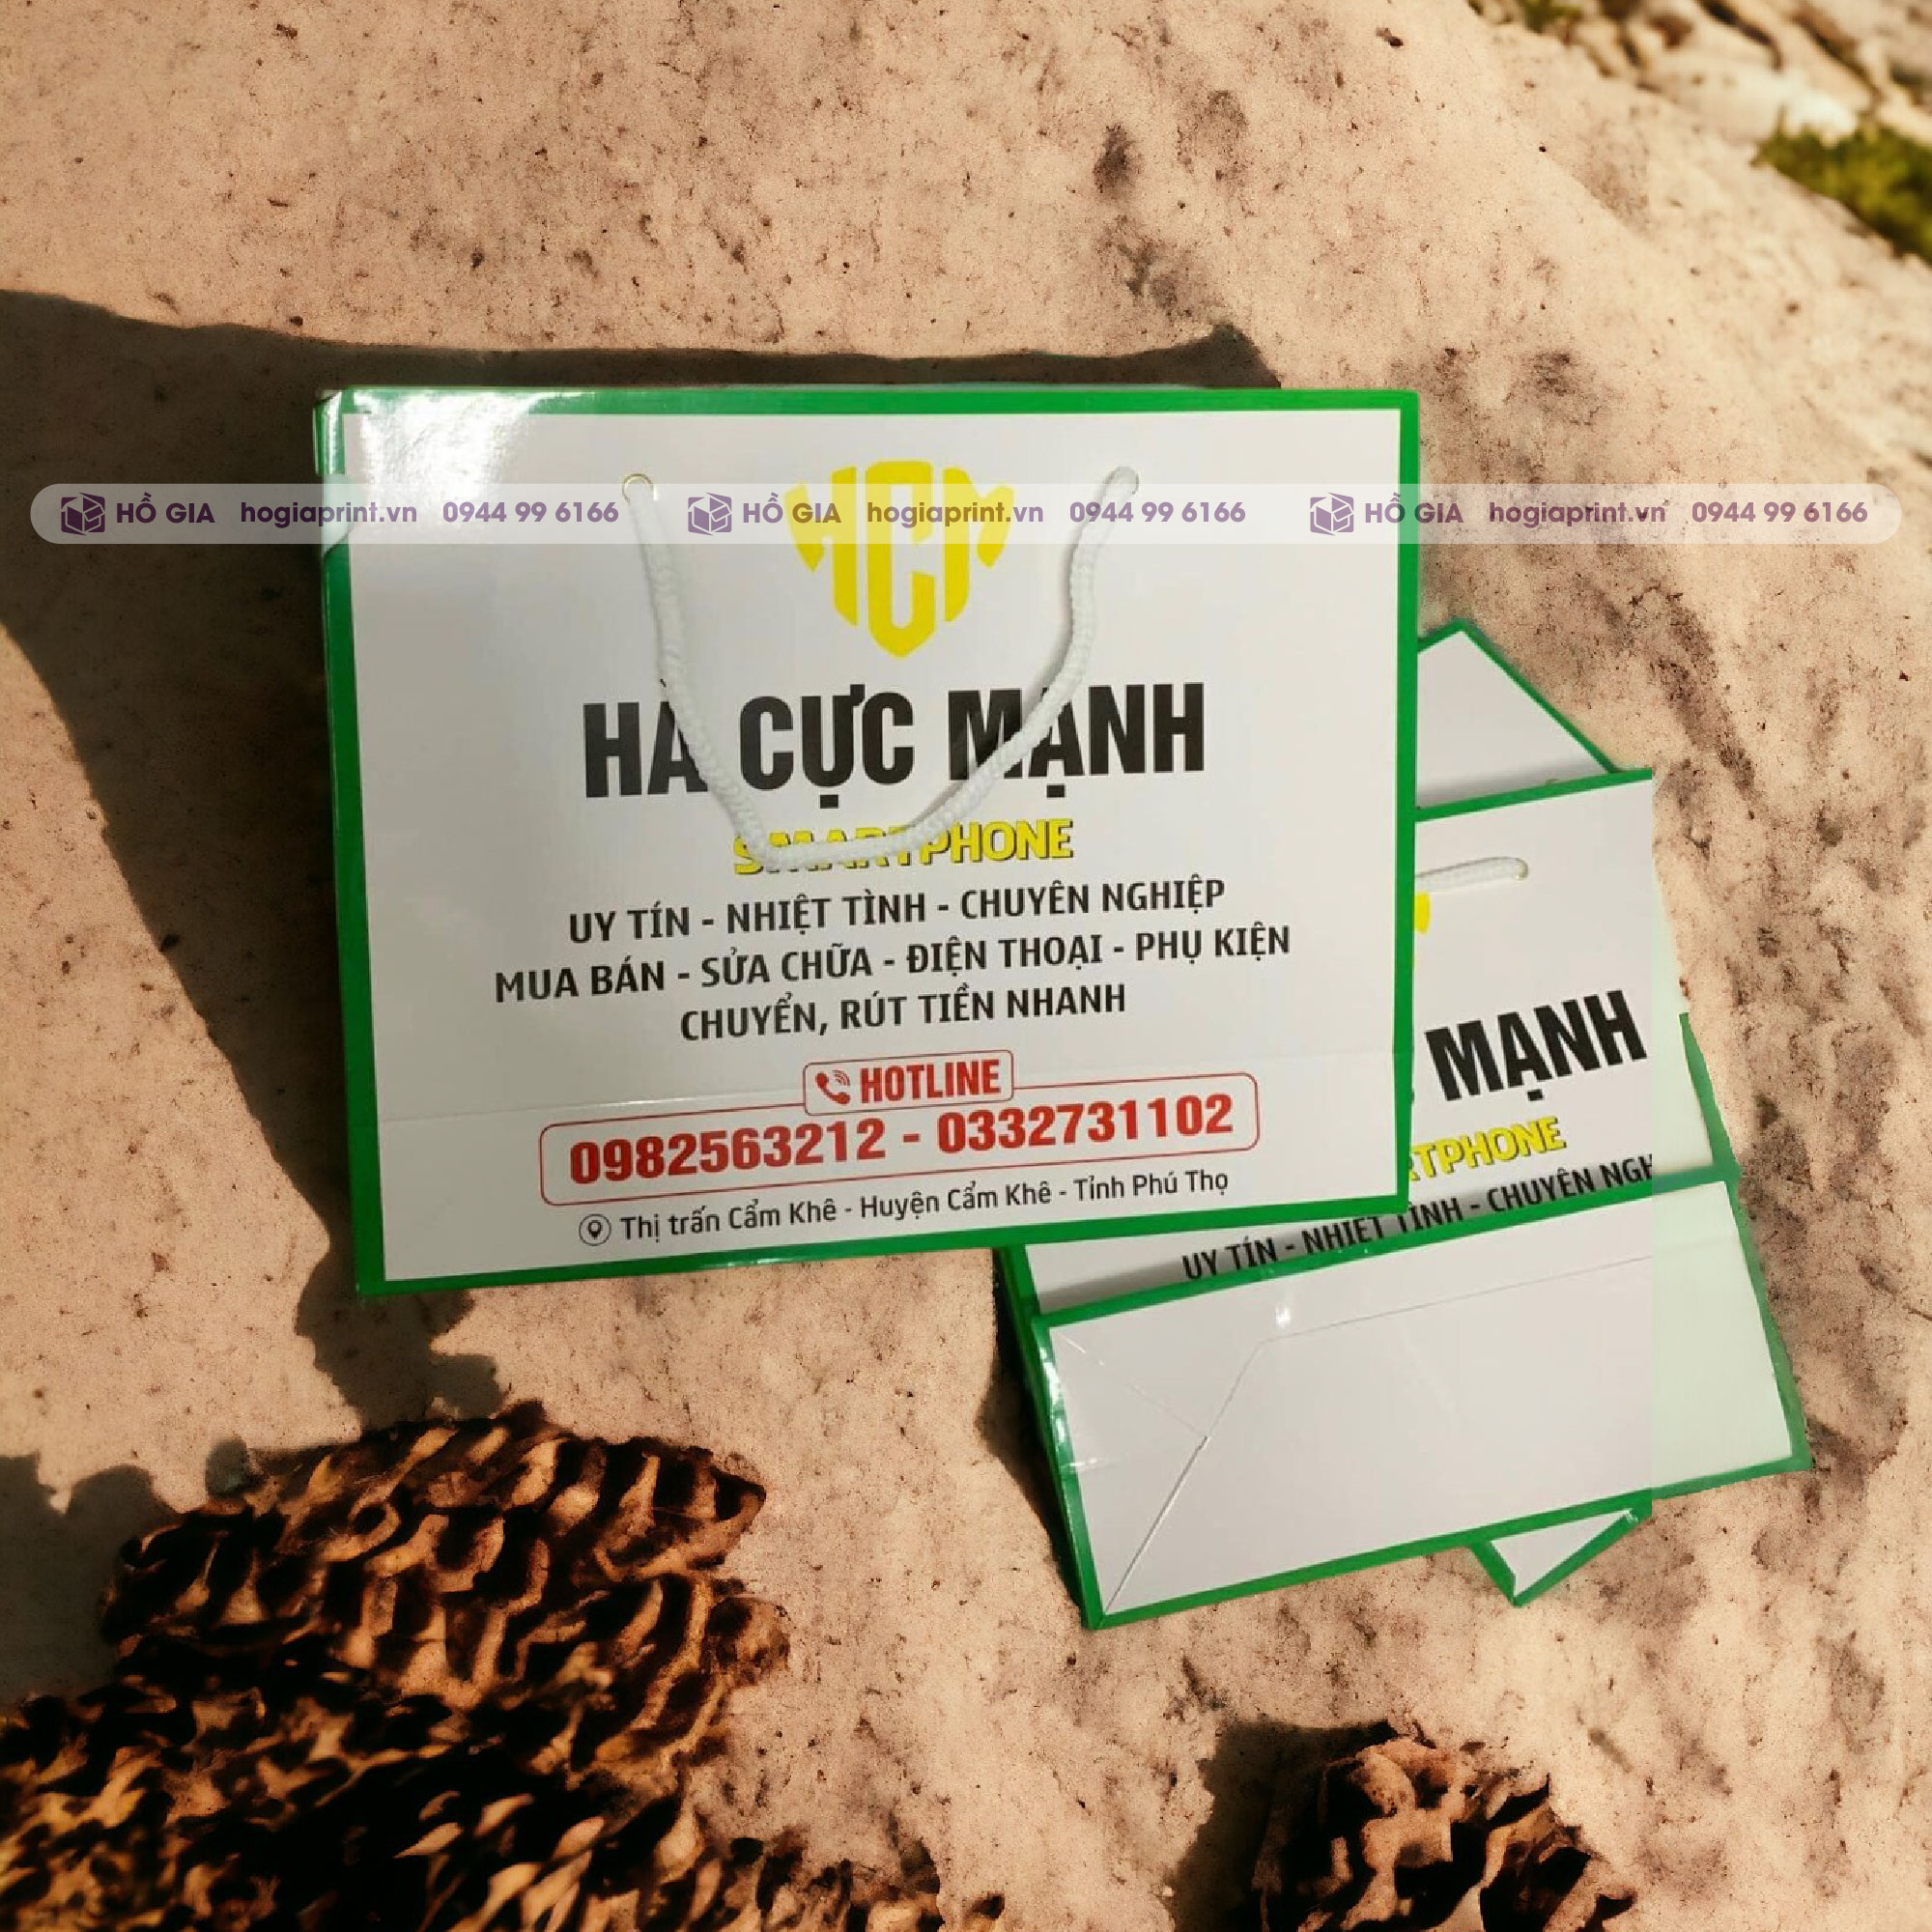 HỒ GIA hogiaprint.vn 0944 99 6166 HỒ GIA hogiaprint.vn 0944 99 6166 HỒ GIA hogiaprint.vn 0944 99 6166
HCM
HÀ CỰC MẠNH
SMARTPHONE
UY TÍN - NHIỆT TÌNH - CHUYÊN NGHIỆP
MUA BÁN - SỬA CHỮA - ĐIỆN THOẠI - PHỤ KIỆN
CHUYỂN, RÚT TIỀN NHANH
HOTLINE
0982563212 - 0332731102
Thị trấn Cẩm Khê - Huyện Cẩm Khê - Tỉnh Phú Thọ
MẠNH
RTPHONE
UY TÍN - NHIỆT TÌNH - CHUYÊN NGH